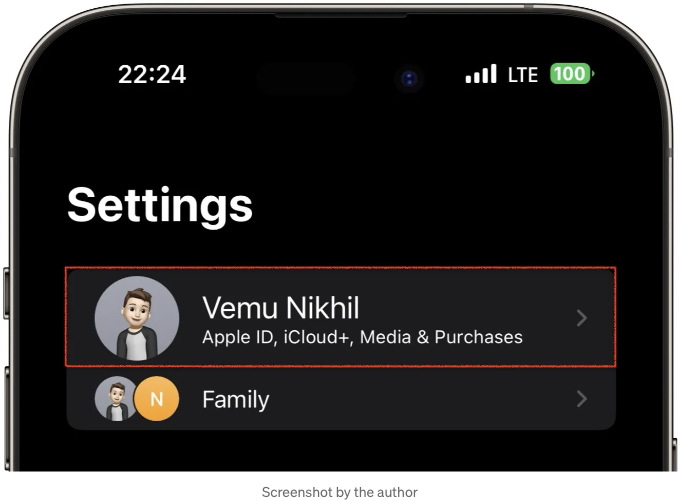 22:24
LTE
100
Settings
Vemu Nikhil
Apple ID, iCloud+, Media & Purchases
N
Family
Screenshot by the author